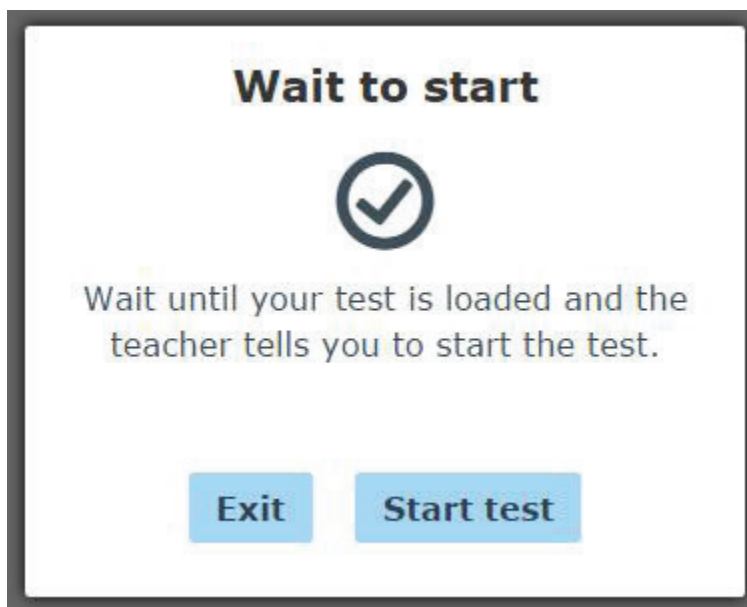 Wait to start
Wait until your test is loaded and the
teacher tells you to start the test.
Exit
Start test